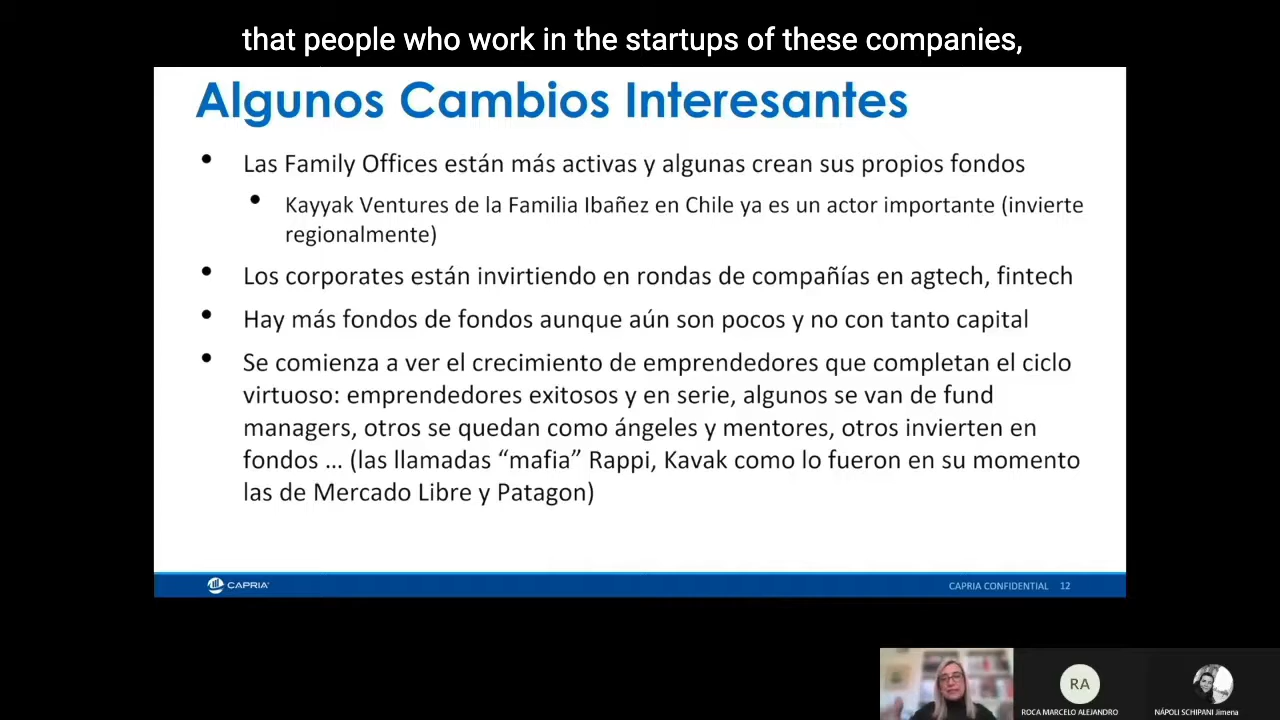 that people who work in the startups of these companies,
Algunos Cambios Interesantes
• Las Family Offices están más activas y algunas crean sus propios fondos
• Kayyak Ventures de la Familia Ibañez en Chile ya es un actor importante (invierte
regionalmente)
• Los corporates están invirtiendo en rondas de compañías en agtech, fintech
• Hay más fondos de fondos aunque aún son pocos y no con tanto capital
• Se comienza a ver el crecimiento de emprendedores que completan el ciclo
virtuoso: emprendedores exitosos y en serie, algunos se van de fund
managers, otros se quedan como ángeles y mentores, otros invierten en
fondos … (las llamadas “mafia” Rappi, Kavak como lo fueron en su momento
las de Mercado Libre y Patagon)
CAPRIA
CAPRIA CONFIDENTIAL 12
RA
ROCA MARCELO ALEJANDRO
NÁPOLI SCHIPANI Jimena